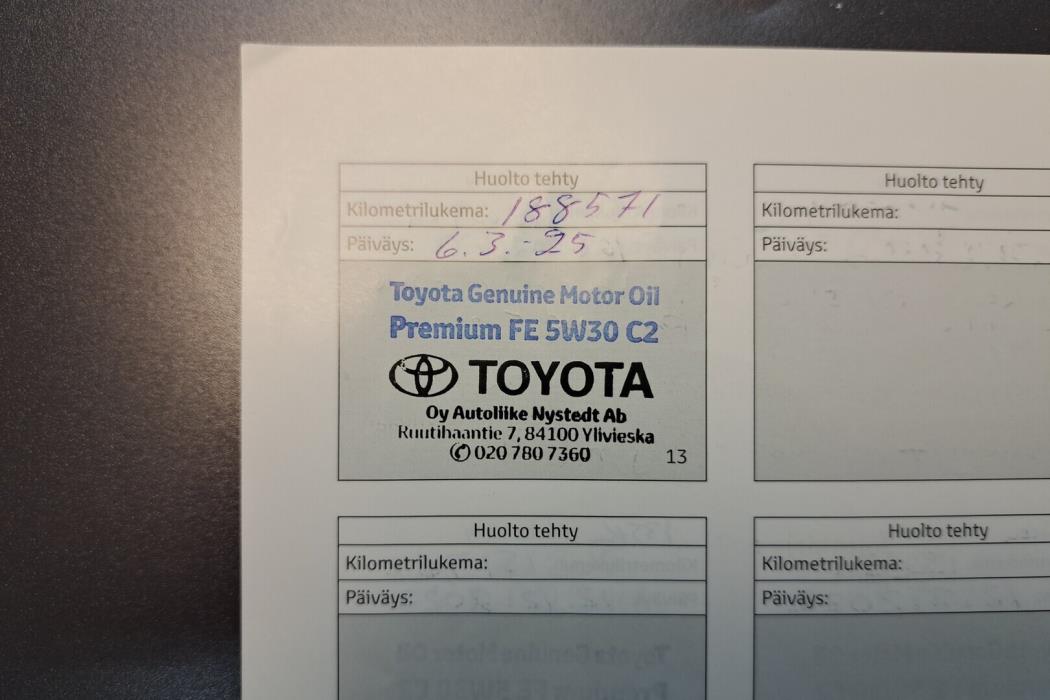 Huolto tehty
Kilometrilukema: 188571
Päiväys: 6.3.-25
Toyota Genuine Motor Oil
Premium FE 5W30 C2
TOYOTA
Oy Autoliike Nystedt Ab
Ruutihaantie 7, 84100 Ylivieska
020 780 7360
13
Huolto tehty
Kilometrilukema:
Päiväys:
Huolto tehty
Kilometrilukema:
Päiväys:
Huolto tehty
Kilometrilukema:
Päiväys: